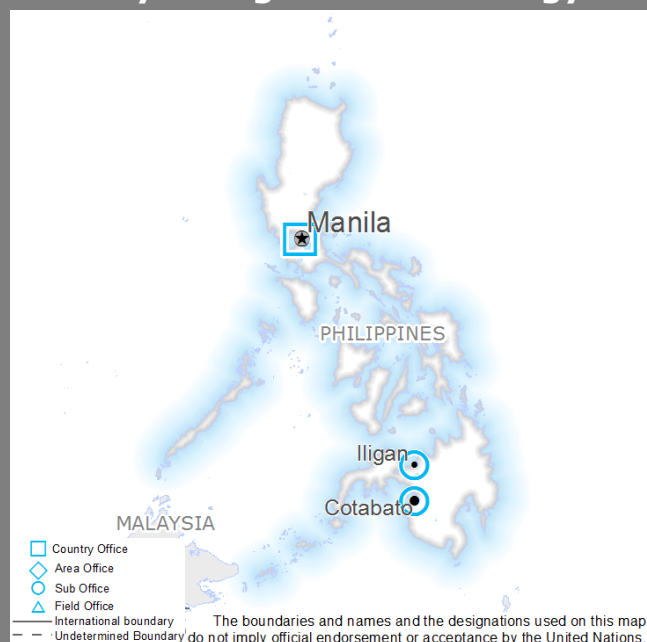 Manila
PHILIPPINES
Iligan
Cotabato
MALAYSIA
Country Office
Area Office
Sub Office
Field Office
International boundary
Undetermined Boundary
The boundaries and names and the designations used on this map
do not imply official endorsement or acceptance by the United Nations.